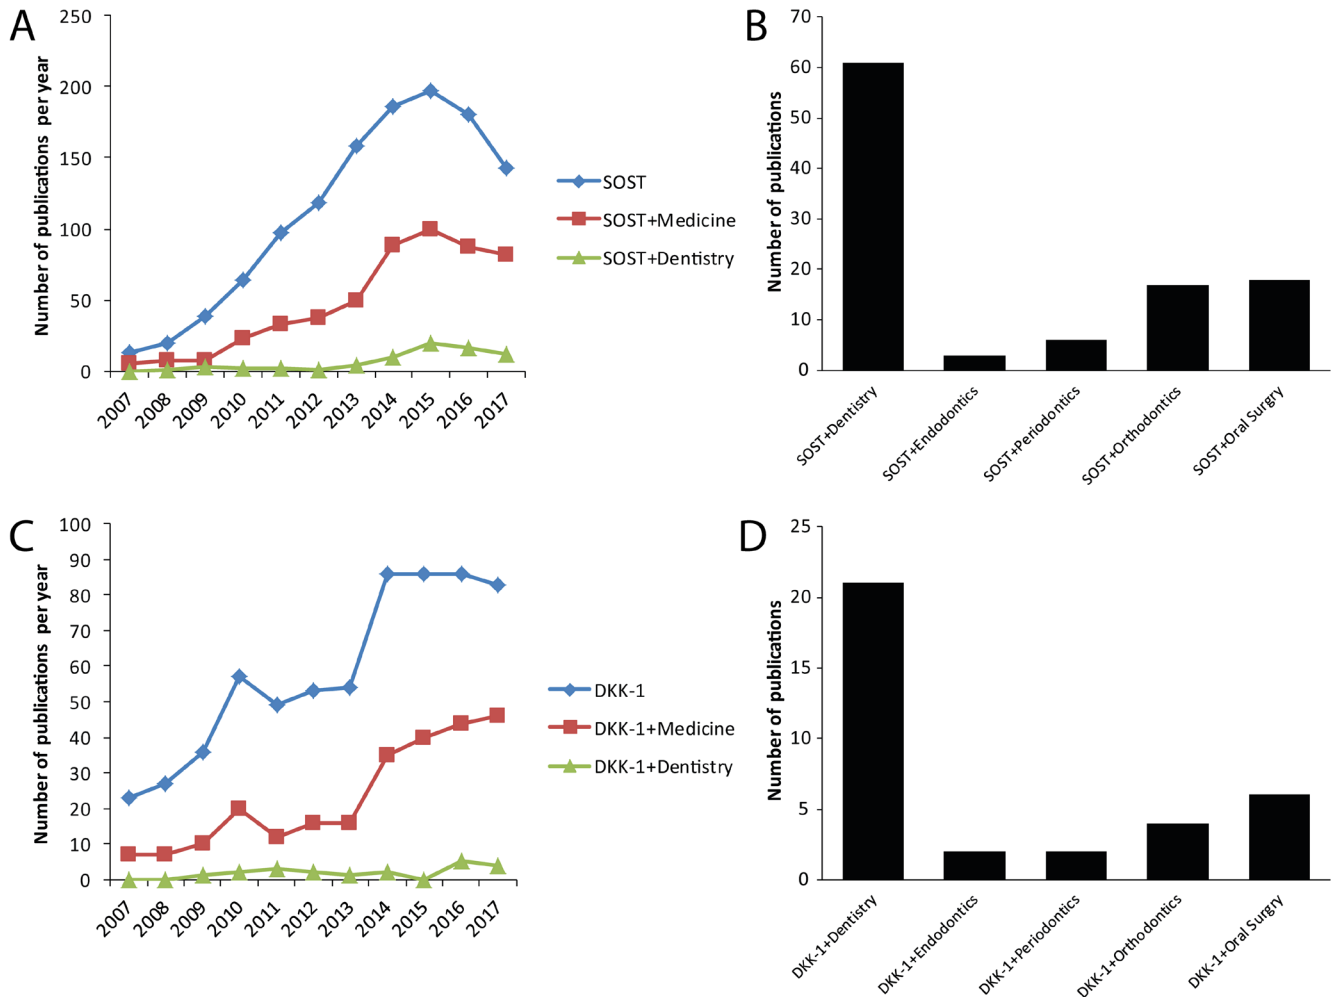 A
Number of publications per year
250
200
150
100
50
0
2007
2008
2009
2010
2011
2012
2013
2014
2015
2016
2017
SOST
SOST+Medicine
SOST+Dentistry
B
Number of publications
70
60
50
40
30
20
10
0
SOST+Dentistry
SOST+Endodontics
SOST+Periodontics
SOST+Orthodontics
SOST+Oral Surgry
C
Number of publications per year
100
90
80
70
60
50
40
30
20
10
0
2007
2008
2009
2010
2011
2012
2013
2014
2015
2016
2017
DKK-1
DKK-1+Medicine
DKK-1+Dentistry
D
Number of publications
25
20
15
10
5
0
DKK-1+Dentistry
DKK-1+Endodontics
DKK-1+Periodontics
DKK-1+Orthodontics
DKK-1+Oral Surgry